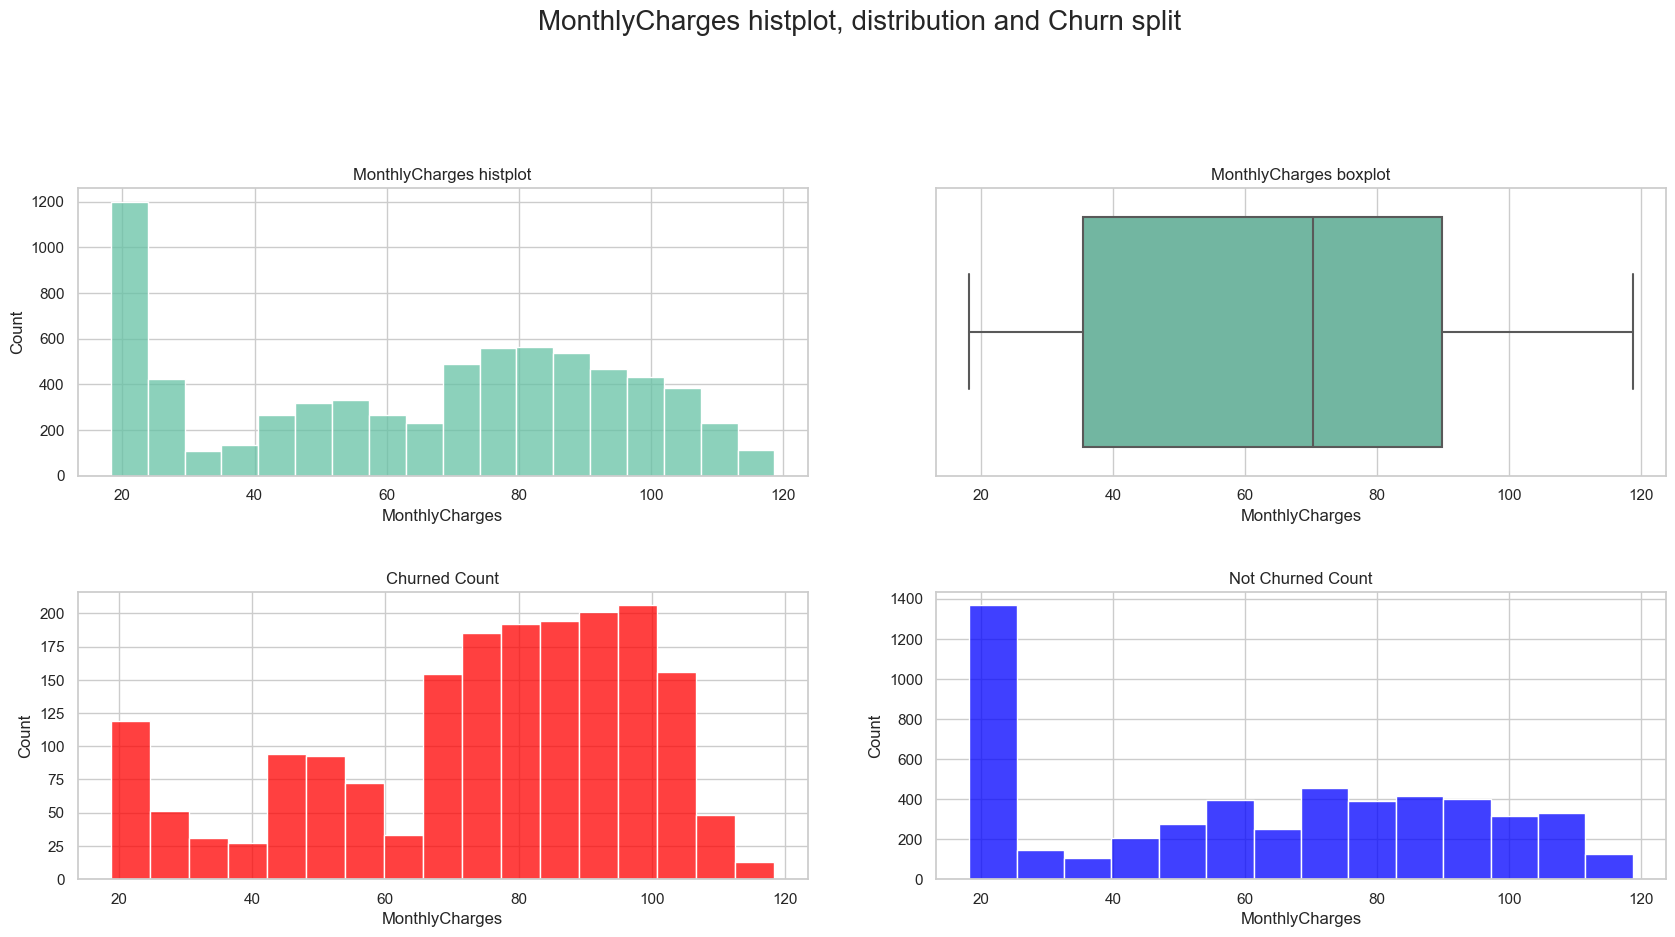 MonthlyCharges histplot, distribution and Churn split
MonthlyCharges histplot
1200
1000
800
600
400
200
0
Count
20 40 60 80 100 120
MonthlyCharges
MonthlyCharges boxplot
20 40 60 80 100 120
MonthlyCharges
Churned Count
200
175
150
125
100
75
50
25
0
Count
20 40 60 80 100 120
MonthlyCharges
Not Churned Count
1400
1200
1000
800
600
400
200
0
Count
20 40 60 80 100 120
MonthlyCharges